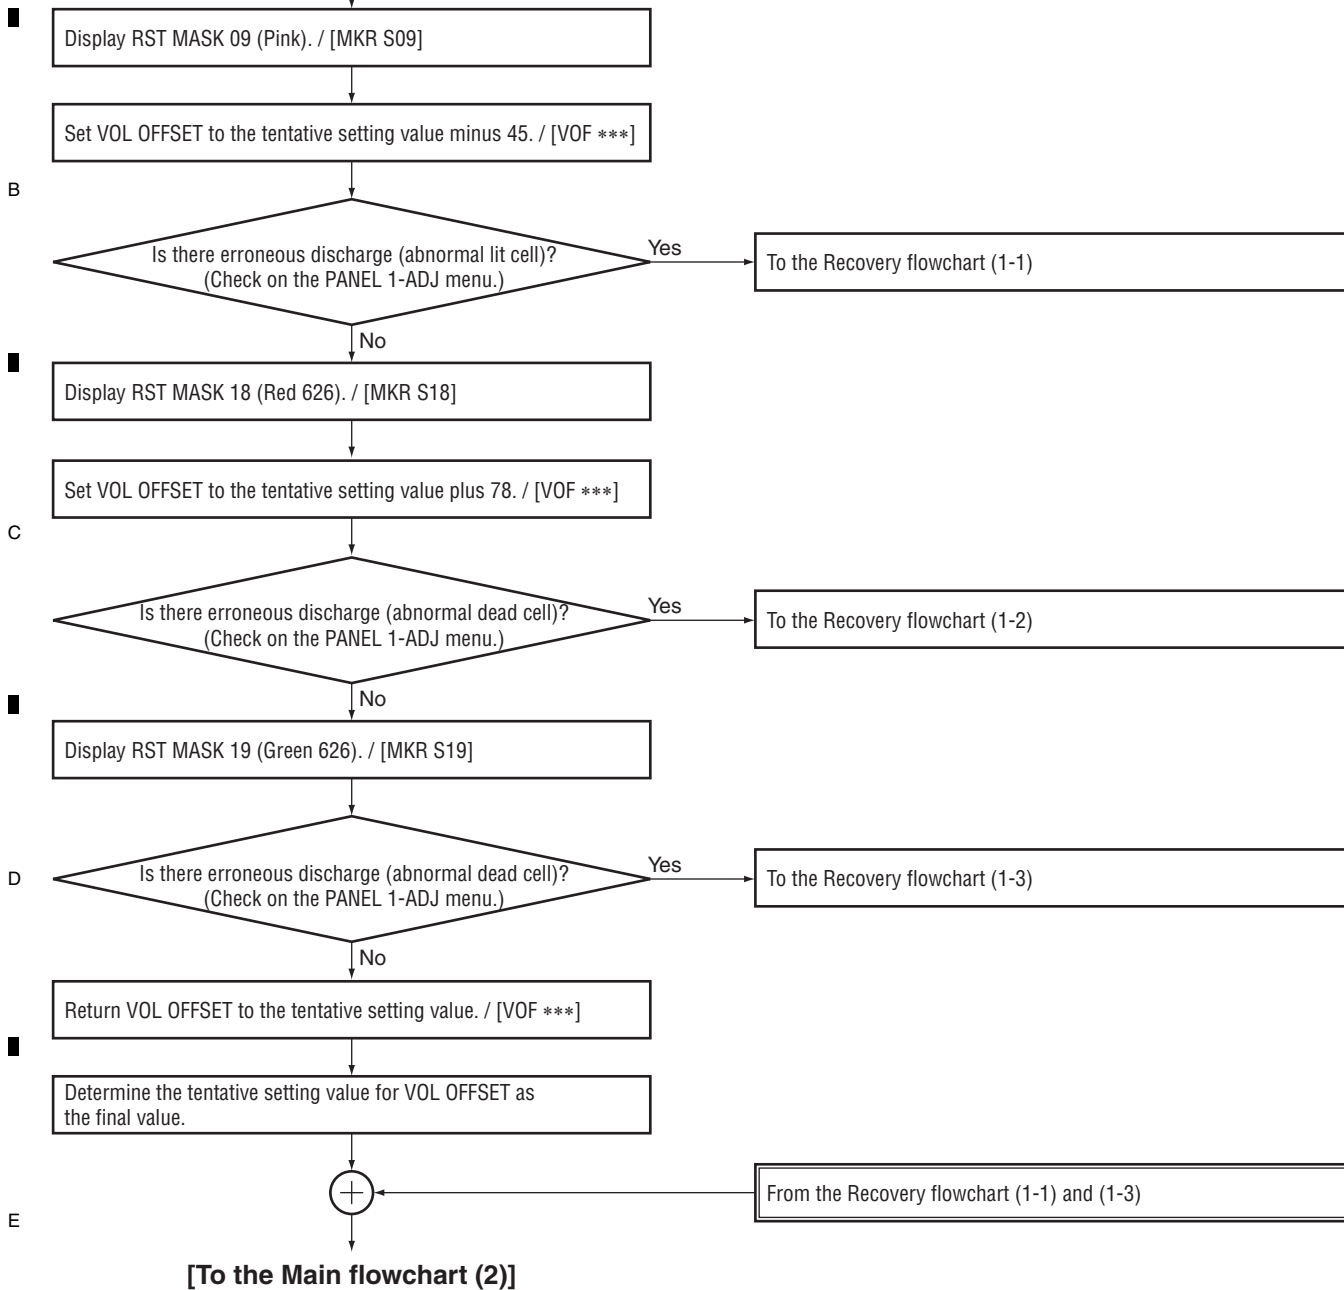 Display RST MASK 09 (Pink). / [MKR S09]
Set VOL OFFSET to the tentative setting value minus 45. / [VOF ***]
B
Is there erroneous discharge (abnormal lit cell)?
(Check on the PANEL 1-ADJ menu.)
Yes
To the Recovery flowchart (1-1)
No
Display RST MASK 18 (Red 626). / [MKR S18]
Set VOL OFFSET to the tentative setting value plus 78. / [VOF ***]
C
Is there erroneous discharge (abnormal dead cell)?
(Check on the PANEL 1-ADJ menu.)
Yes
To the Recovery flowchart (1-2)
No
Display RST MASK 19 (Green 626). / [MKR S19]
D
Is there erroneous discharge (abnormal dead cell)?
(Check on the PANEL 1-ADJ menu.)
Yes
To the Recovery flowchart (1-3)
No
Return VOL OFFSET to the tentative setting value. / [VOF ***]
Determine the tentative setting value for VOL OFFSET as
the final value.
From the Recovery flowchart (1-1) and (1-3)
E
[To the Main flowchart (2)]